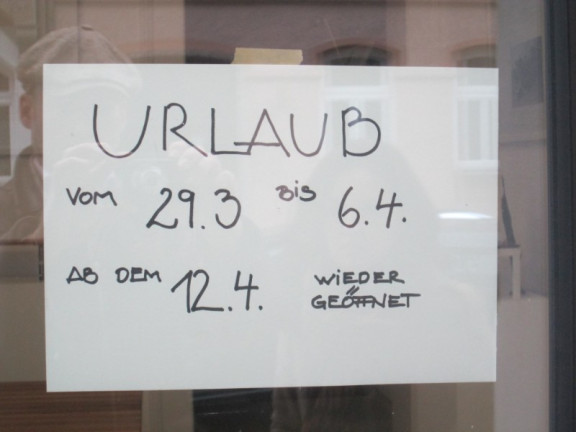 URLAUB
VOM 29.3 BIS 6.4.
AB DEM 12.4. WIEDER
GEÖFFNET